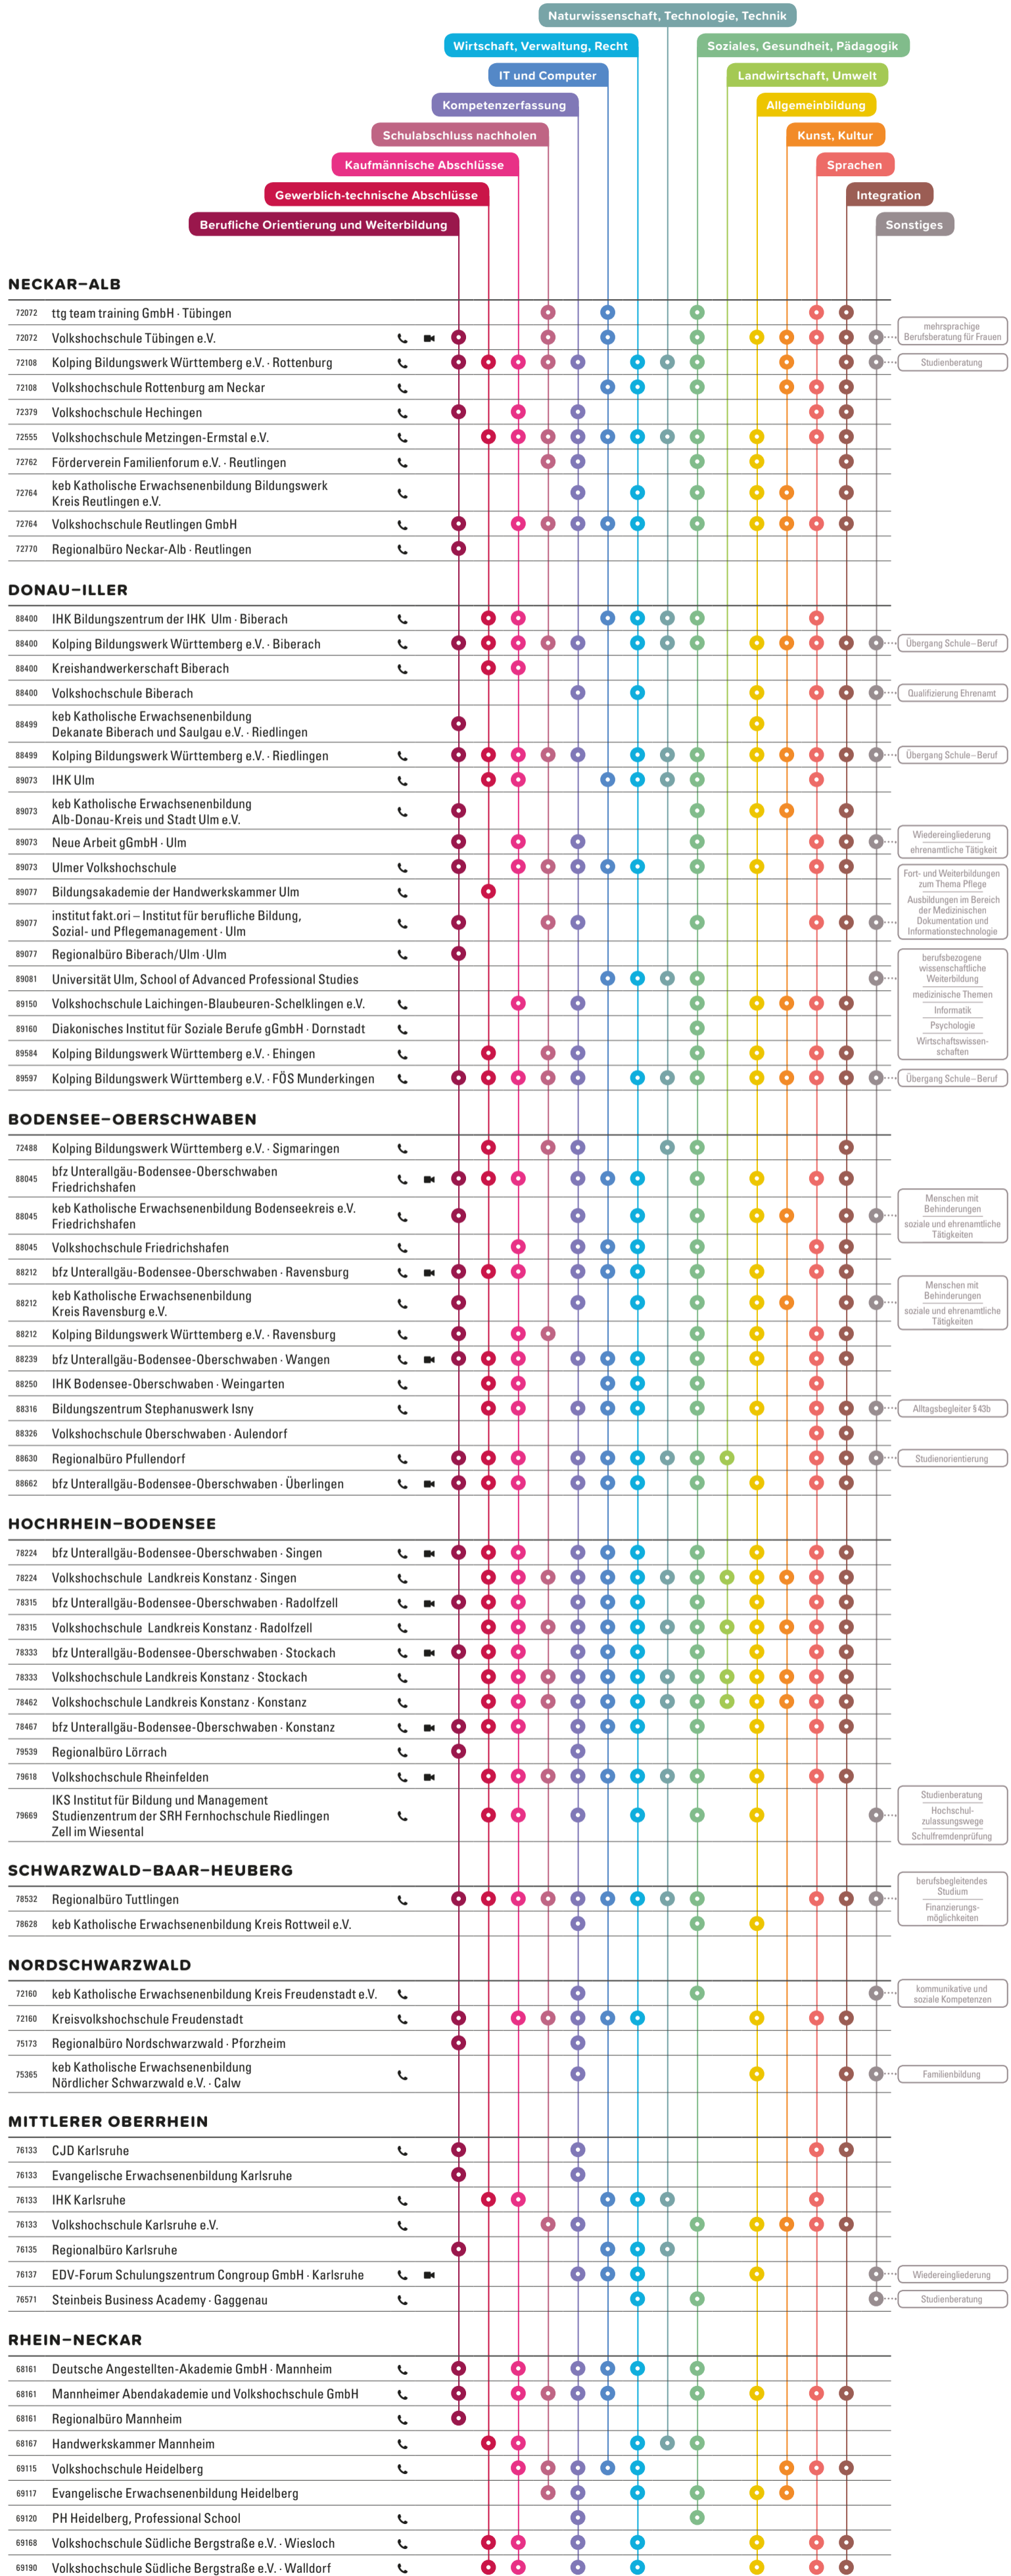 Naturwissenschaft, Technologie, Technik
Wirtschaft, Verwaltung, Recht
Soziales, Gesundheit, Pädagogik
IT und Computer
Landwirtschaft, Umwelt
Kompetenzerfassung
Allgemeinbildung
Schulabschluss nachholen
Kunst, Kultur
Kaufmännische Abschlüsse
Sprachen
Gewerblich-technische Abschlüsse
Integration
Berufliche Orientierung und Weiterbildung
Sonstiges
NECKAR–ALB
72072 ttg team training GmbH · Tübingen
72072 Volkshochschule Tübingen e.V.
mehrsprachige
Berufsberatung für Frauen
72108 Kolping Bildungswerk Württemberg e.V. · Rottenburg
Studienberatung
72108 Volkshochschule Rottenburg am Neckar
72379 Volkshochschule Hechingen
72555 Volkshochschule Metzingen-Ermstal e.V.
72762 Förderverein Familienforum e.V. · Reutlingen
72764 keb Katholische Erwachsenenbildung Bildungswerk
Kreis Reutlingen e.V.
72764 Volkshochschule Reutlingen GmbH
72770 Regionalbüro Neckar-Alb · Reutlingen
DONAU–ILLER
88400 IHK Bildungszentrum der IHK Ulm · Biberach
88400 Kolping Bildungswerk Württemberg e.V. · Biberach
Übergang Schule–Beruf
88400 Kreishandwerkerschaft Biberach
88400 Volkshochschule Biberach
Qualifizierung Ehrenamt
88499 keb Katholische Erwachsenenbildung
Dekanate Biberach und Saulgau e.V. · Riedlingen
88499 Kolping Bildungswerk Württemberg e.V. · Riedlingen
Übergang Schule–Beruf
89073 IHK Ulm
89073 keb Katholische Erwachsenenbildung
Alb-Donau-Kreis und Stadt Ulm e.V.
89073 Neue Arbeit gGmbH · Ulm
Wiedereingliederung
ehrenamtliche Tätigkeit
89073 Ulmer Volkshochschule
89077 Bildungsakademie der Handwerkskammer Ulm
89077 institut fakt.ori – Institut für berufliche Bildung,
Sozial- und Pflegemanagement · Ulm
Fort- und Weiterbildungen
zum Thema Pflege
Ausbildungen im Bereich
der Medizinischen
Dokumentation und
Informationstechnologie
89077 Regionalbüro Biberach/Ulm ·Ulm
89081 Universität Ulm, School of Advanced Professional Studies
berufsbezogene
wissenschaftliche
Weiterbildung
medizinische Themen
Informatik
Psychologie
Wirtschaftswissen-
schaften
89150 Volkshochschule Laichingen-Blaubeuren-Schelklingen e.V.
89160 Diakonisches Institut für Soziale Berufe gGmbH · Dornstadt
89584 Kolping Bildungswerk Württemberg e.V. · Ehingen
89597 Kolping Bildungswerk Württemberg e.V. · FÖS Munderkingen
Übergang Schule–Beruf
BODENSEE–OBERSCHWABEN
72488 Kolping Bildungswerk Württemberg e.V. · Sigmaringen
88045 bfz Unterallgäu-Bodensee-Oberschwaben
Friedrichshafen
88045 keb Katholische Erwachsenenbildung Bodenseekreis e.V.
Friedrichshafen
Menschen mit
Behinderungen
soziale und ehrenamtliche
Tätigkeiten
88045 Volkshochschule Friedrichshafen
88212 bfz Unterallgäu-Bodensee-Oberschwaben · Ravensburg
88212 keb Katholische Erwachsenenbildung
Kreis Ravensburg e.V.
Menschen mit
Behinderungen
soziale und ehrenamtliche
Tätigkeiten
88212 Kolping Bildungswerk Württemberg e.V. · Ravensburg
88239 bfz Unterallgäu-Bodensee-Oberschwaben · Wangen
88250 IHK Bodensee-Oberschwaben · Weingarten
88316 Bildungszentrum Stephanuswerk Isny
Alltagsbegleiter §43b
88326 Volkshochschule Oberschwaben · Aulendorf
88630 Regionalbüro Pfullendorf
Studienorientierung
88662 bfz Unterallgäu-Bodensee-Oberschwaben · Überlingen
HOCHRHEIN–BODENSEE
78224 bfz Unterallgäu-Bodensee-Oberschwaben · Singen
78224 Volkshochschule Landkreis Konstanz · Singen
78315 bfz Unterallgäu-Bodensee-Oberschwaben · Radolfzell
78315 Volkshochschule Landkreis Konstanz · Radolfzell
78333 bfz Unterallgäu-Bodensee-Oberschwaben · Stockach
78333 Volkshochschule Landkreis Konstanz · Stockach
78462 Volkshochschule Landkreis Konstanz · Konstanz
78467 bfz Unterallgäu-Bodensee-Oberschwaben · Konstanz
79539 Regionalbüro Lörrach
79618 Volkshochschule Rheinfelden
79669 IKS Institut für Bildung und Management
Studienzentrum der SRH Fernhochschule Riedlingen
Zell im Wiesental
Studienberatung
Hochschul-
zulassungswege
Schulfremdenprüfung
SCHWARZWALD–BAAR–HEUBERG
78532 Regionalbüro Tuttlingen
berufsbegleitendes
Studium
Finanzierungs-
möglichkeiten
78628 keb Katholische Erwachsenenbildung Kreis Rottweil e.V.
NORDSCHWARZWALD
72160 keb Katholische Erwachsenenbildung Kreis Freudenstadt e.V.
kommunikative und
soziale Kompetenzen
72160 Kreisvolkshochschule Freudenstadt
75173 Regionalbüro Nordschwarzwald · Pforzheim
75365 keb Katholische Erwachsenenbildung
Nördlicher Schwarzwald e.V. · Calw
Familienbildung
MITTLERER OBERRHEIN
76133 CJD Karlsruhe
76133 Evangelische Erwachsenenbildung Karlsruhe
76133 IHK Karlsruhe
76133 Volkshochschule Karlsruhe e.V.
76135 Regionalbüro Karlsruhe
76137 EDV-Forum Schulungszentrum Congroup GmbH · Karlsruhe
Wiedereingliederung
76571 Steinbeis Business Academy · Gaggenau
Studienberatung
RHEIN–NECKAR
68161 Deutsche Angestellten-Akademie GmbH · Mannheim
68161 Mannheimer Abendakademie und Volkshochschule GmbH
68161 Regionalbüro Mannheim
68167 Handwerkskammer Mannheim
69115 Volkshochschule Heidelberg
69117 Evangelische Erwachsenenbildung Heidelberg
69120 PH Heidelberg, Professional School
69168 Volkshochschule Südliche Bergstraße e.V. · Wiesloch
69190 Volkshochschule Südliche Bergstraße e.V. · Walldorf